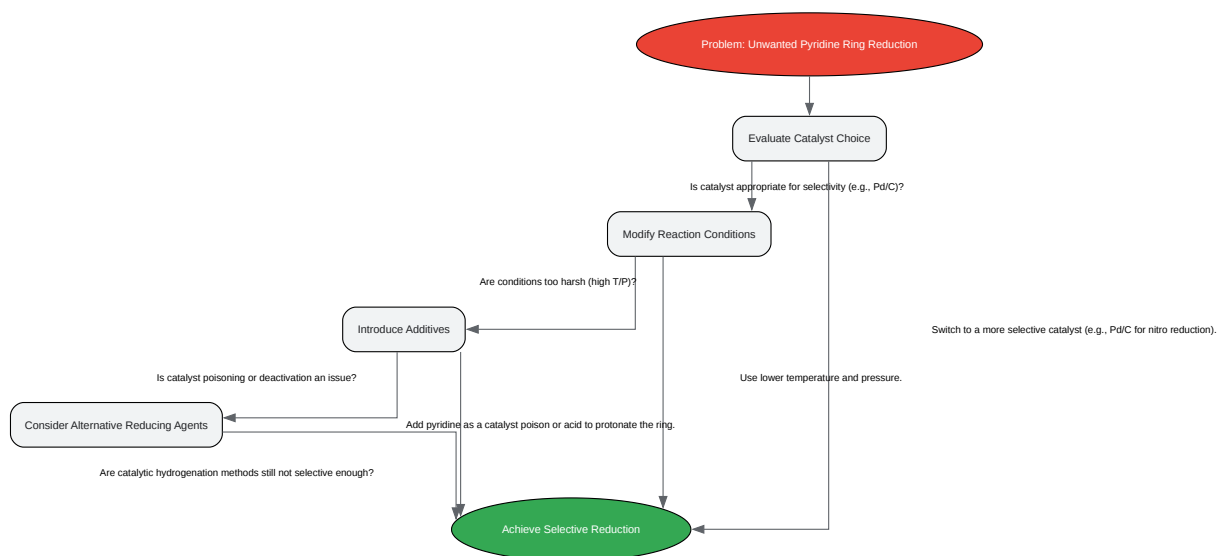 Problem: Unwanted Pyridine Ring Reduction
Evaluate Catalyst Choice
Is catalyst appropriate for selectivity (e.g., Pd/C)?
Modify Reaction Conditions
Are conditions too harsh (high T/P)?
Introduce Additives
Switch to a more selective catalyst (e.g., Pd/C for nitro reduction).
Is catalyst poisoning or deactivation an issue?
Use lower temperature and pressure.
Consider Alternative Reducing Agents
Add pyridine as a catalyst poison or acid to protonate the ring.
Are catalytic hydrogenation methods still not selective enough?
Achieve Selective Reduction